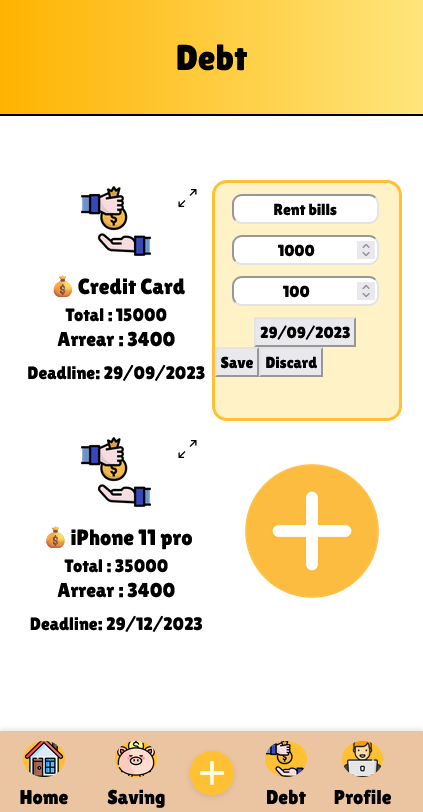 Debt
Credit Card
Total : 15000
Arrear : 3400
Deadline: 29/09/2023
Rent bills
1000
100
29/09/2023
Save Discard
iPhone 11 pro
Total : 35000
Arrear : 3400
Deadline: 29/12/2023
Home Saving Debt Profile